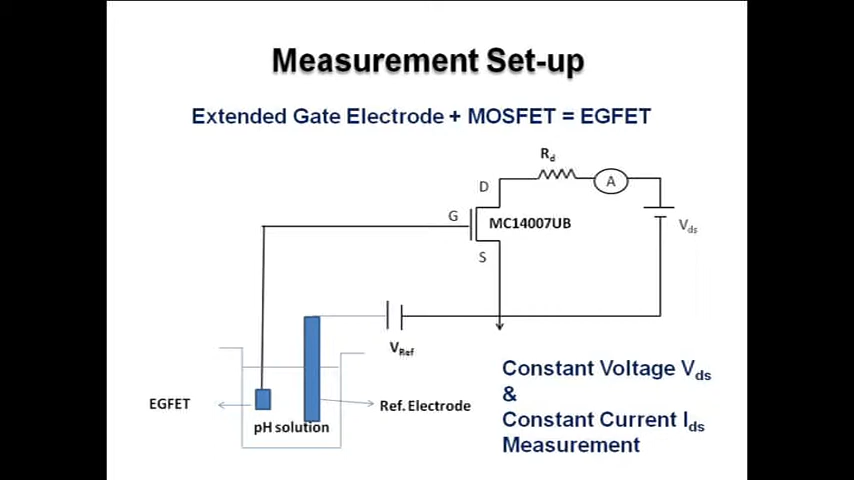 Measurement Set-up
Extended Gate Electrode + MOSFET = EGFET
Rd
D
A
G
MC14007UB
Vds
S
VRef
Constant Voltage Vds
&
Constant Current Ids
Measurement
EGFET
Ref. Electrode
pH solution